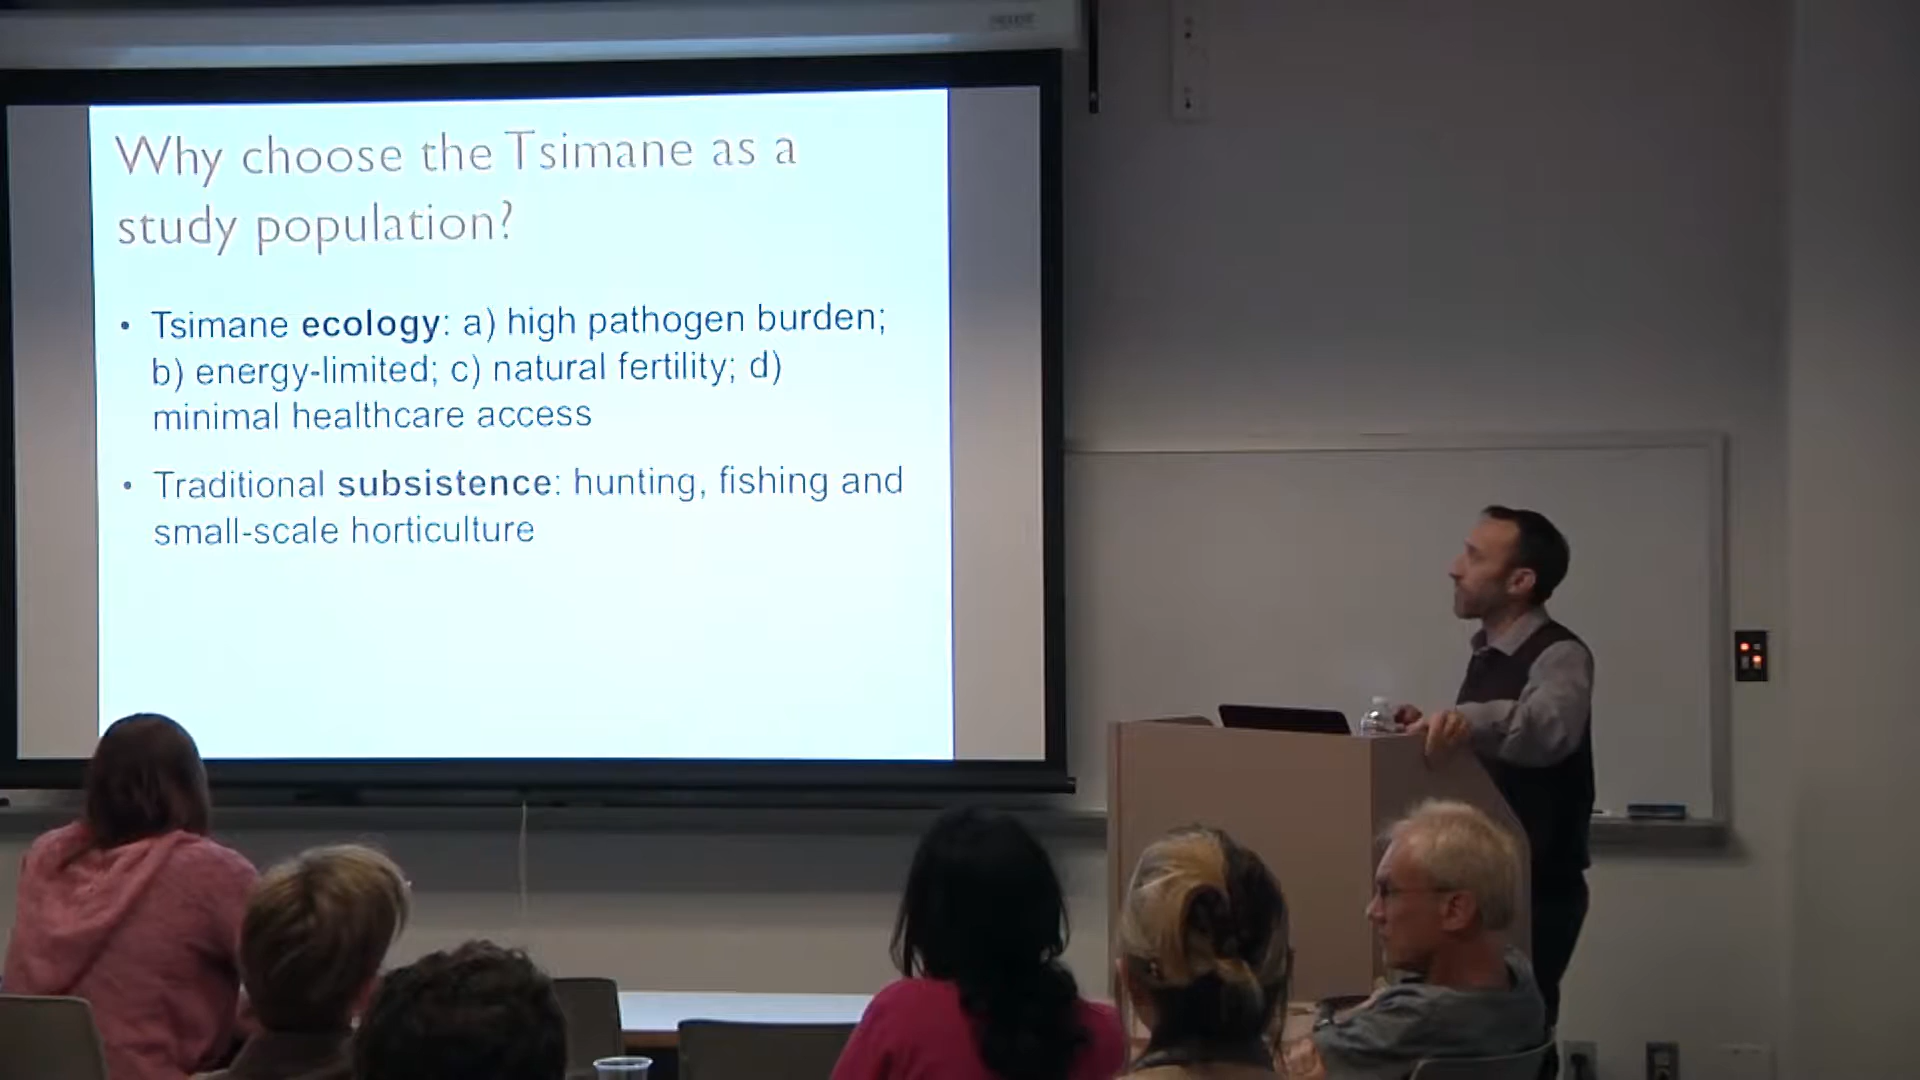 Why choose the Tsimane as a
study population?
• Tsimane ecology: a) high pathogen burden;
b) energy-limited; c) natural fertility; d)
minimal healthcare access
• Traditional subsistence: hunting, fishing and
small-scale horticulture